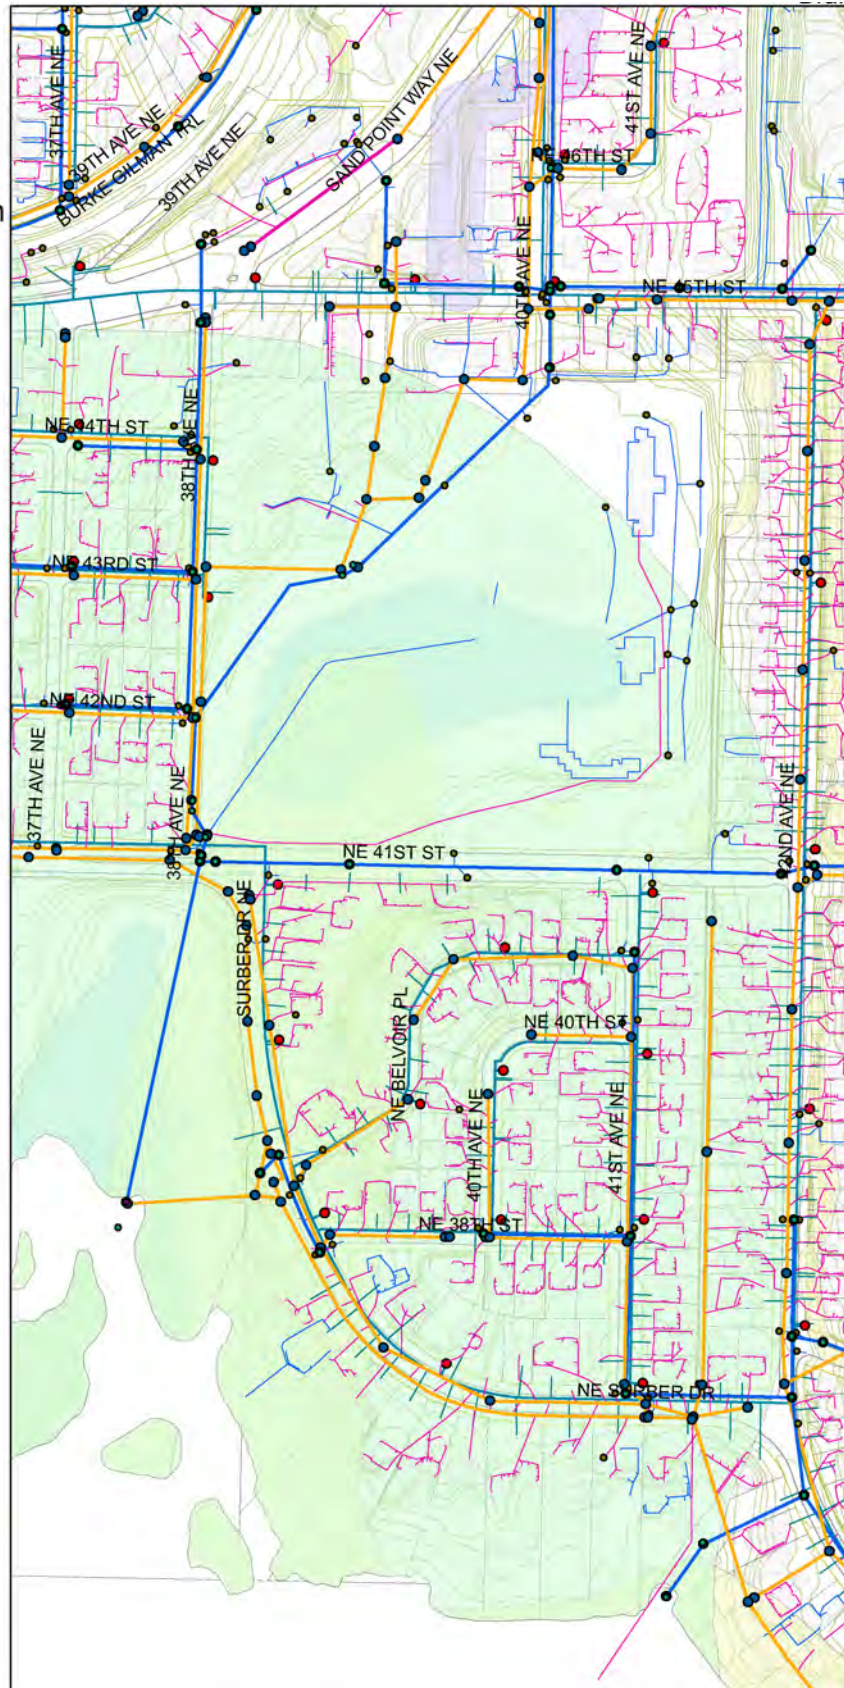 37TH AVE NE
39TH AVE NE
BURKE GILMAN TRL
39TH AVE NE
SAND POINT WAY NE
41ST AVE NE
NE 46TH ST
40TH AVE NE
NE 45TH ST
NE 44TH ST
38TH AVE NE
NE 43RD ST
NE 42ND ST
37TH AVE NE
38TH AVE NE
NE 41ST ST
42ND AVE NE
SURBER DR NE
NE BELVOIR PL
NE 40TH ST
40TH AVE NE
41ST AVE NE
NE 38TH ST
NE SURBER DR